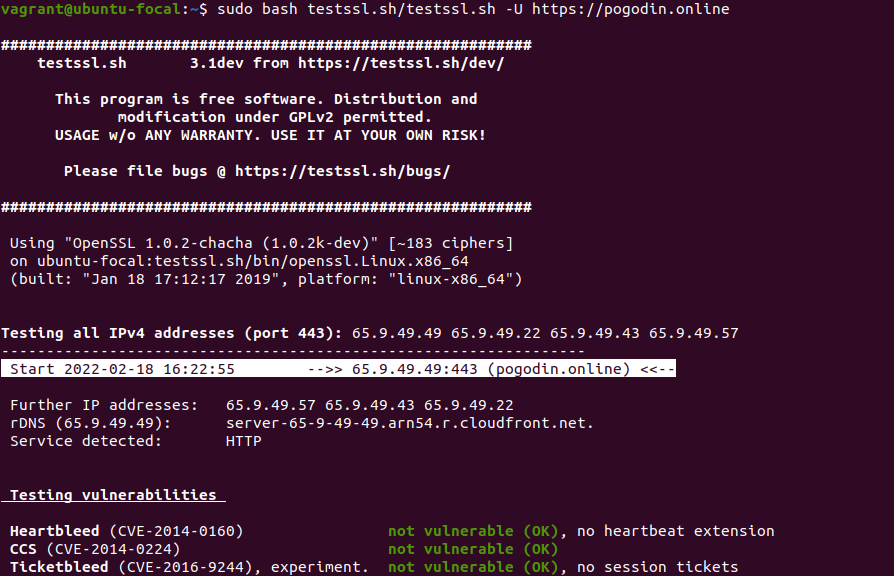 vagrant@ubuntu-focal:~$ sudo bash testssl.sh/testssl.sh -U https://pogodin.online
###########################################################
testssl.sh 3.1dev from https://testssl.sh/dev/
This program is free software. Distribution and
modification under GPLv2 permitted.
USAGE w/o ANY WARRANTY. USE IT AT YOUR OWN RISK!
Please file bugs @ https://testssl.sh/bugs/
###########################################################
Using "OpenSSL 1.0.2-chacha (1.0.2k-dev)" [~183 ciphers]
on ubuntu-focal:testssl.sh/bin/openssl.Linux.x86_64
(built: "Jan 18 17:12:17 2019", platform: "linux-x86_64")
Testing all IPv4 addresses (port 443): 65.9.49.49 65.9.49.22 65.9.49.43 65.9.49.57
-----------------------------------------------------------------
Start 2022-02-18 16:22:55 -->> 65.9.49.49:443 (pogodin.online) <<--
Further IP addresses: 65.9.49.57 65.9.49.43 65.9.49.22
rDNS (65.9.49.49): server-65-9-49-49.arn54.r.cloudfront.net.
Service detected: HTTP
Testing vulnerabilities
Heartbleed (CVE-2014-0160) not vulnerable (OK), no heartbeat extension
CCS (CVE-2014-0224) not vulnerable (OK)
Ticketbleed (CVE-2016-9244), experiment. not vulnerable (OK), no session tickets